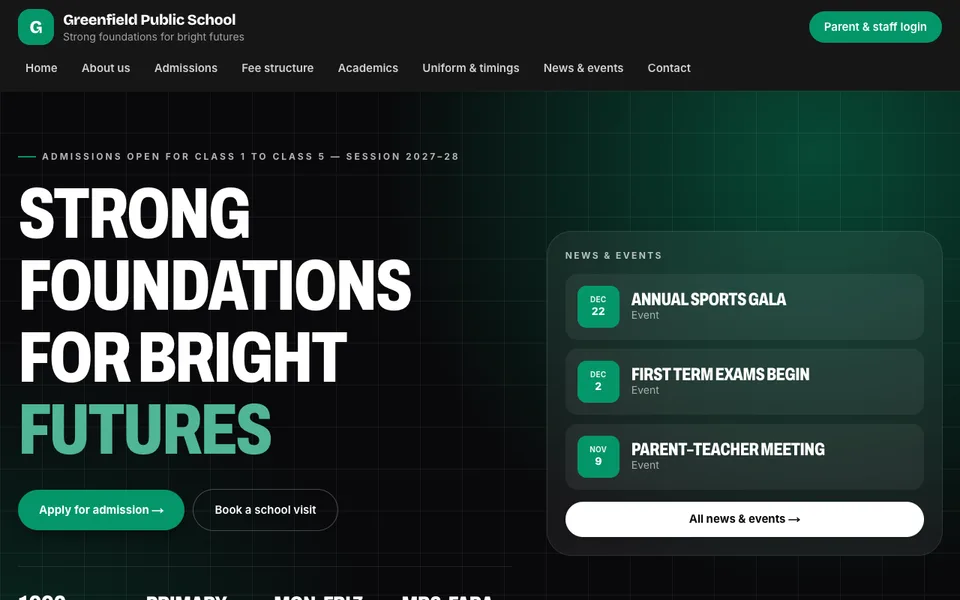 G
Greenfield Public School
Strong foundations for bright futures
Parent & staff login
Home About us Admissions Fee structure Academics Uniform & timings News & events Contact
ADMISSIONS OPEN FOR CLASS 1 TO CLASS 5 — SESSION 2027–28
STRONG
FOUNDATIONS
FOR BRIGHT
FUTURES
Apply for admission → Book a school visit
NEWS & EVENTS
DEC
22
ANNUAL SPORTS GALA
Event
DEC
2
FIRST TERM EXAMS BEGIN
Event
NOV
9
PARENT–TEACHER MEETING
Event
All news & events →
PRIMARY